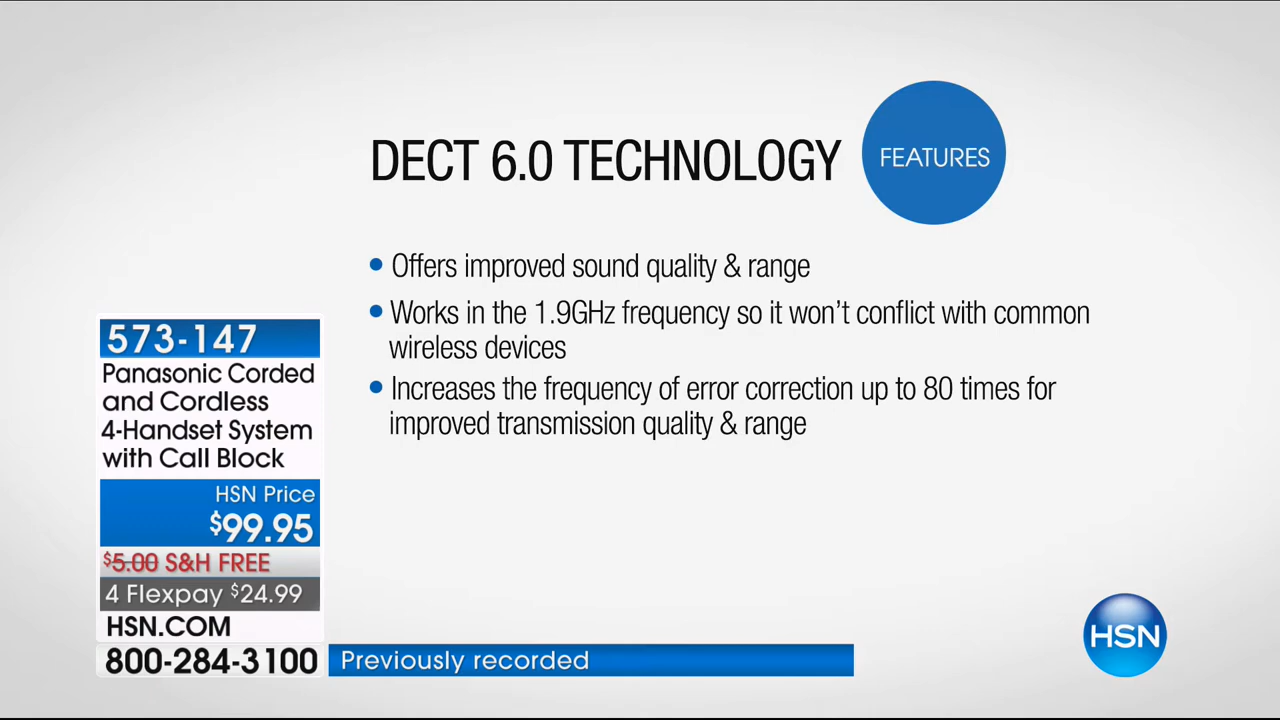 DECT 6.0 TECHNOLOGY
FEATURES
• Offers improved sound quality & range
• Works in the 1.9GHz frequency so it won't conflict with common
wireless devices
• Increases the frequency of error correction up to 80 times for
improved transmission quality & range
573-147
Panasonic Corded
and Cordless
4-Handset System
with Call Block
HSN Price
$99.95
$5.00 S&H FREE
4 Flexpay $24.99
HSN.COM
800-284-3100
Previously recorded
HSN